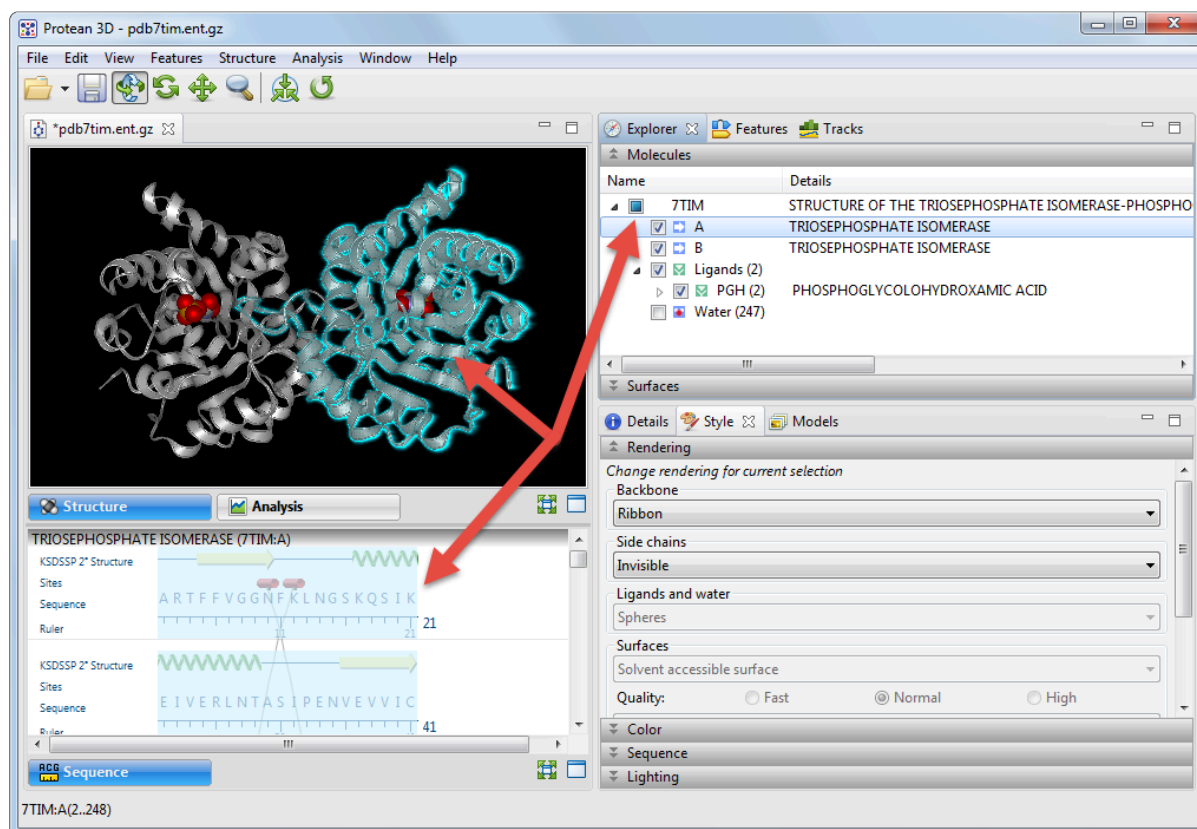 Protean 3D - pdb7tim.ent.gz
File Edit View Features Structure Analysis Window Help
*pdb7tim.ent.gz
Structure Analysis
TRIOSEPHOSPHATE ISOMERASE (7TIM:A)
KSDSSP 2° Structure
Sites
Sequence ARTFFVGGNFKLNGSKQSIK
Ruler 11 21 21
KSDSSP 2° Structure
Sites
Sequence EIVERLNTASIPENVEVVIC
Ruler 41
ACG Sequence
7TIM:A(2..248)
Explorer Features Tracks
Molecules
Name Details
7TIM STRUCTURE OF THE TRIOSEPHOSPHATE ISOMERASE-PHOSPHO
A TRIOSEPHOSPHATE ISOMERASE
B TRIOSEPHOSPHATE ISOMERASE
Ligands (2)
PGH (2) PHOSPHOGLYCOLOHYDROXAMIC ACID
Water (247)
Surfaces
Details Style Models
Rendering
Change rendering for current selection
Backbone
Ribbon
Side chains
Invisible
Ligands and water
Spheres
Surfaces
Solvent accessible surface
Quality: Fast Normal High
Color
Sequence
Lighting